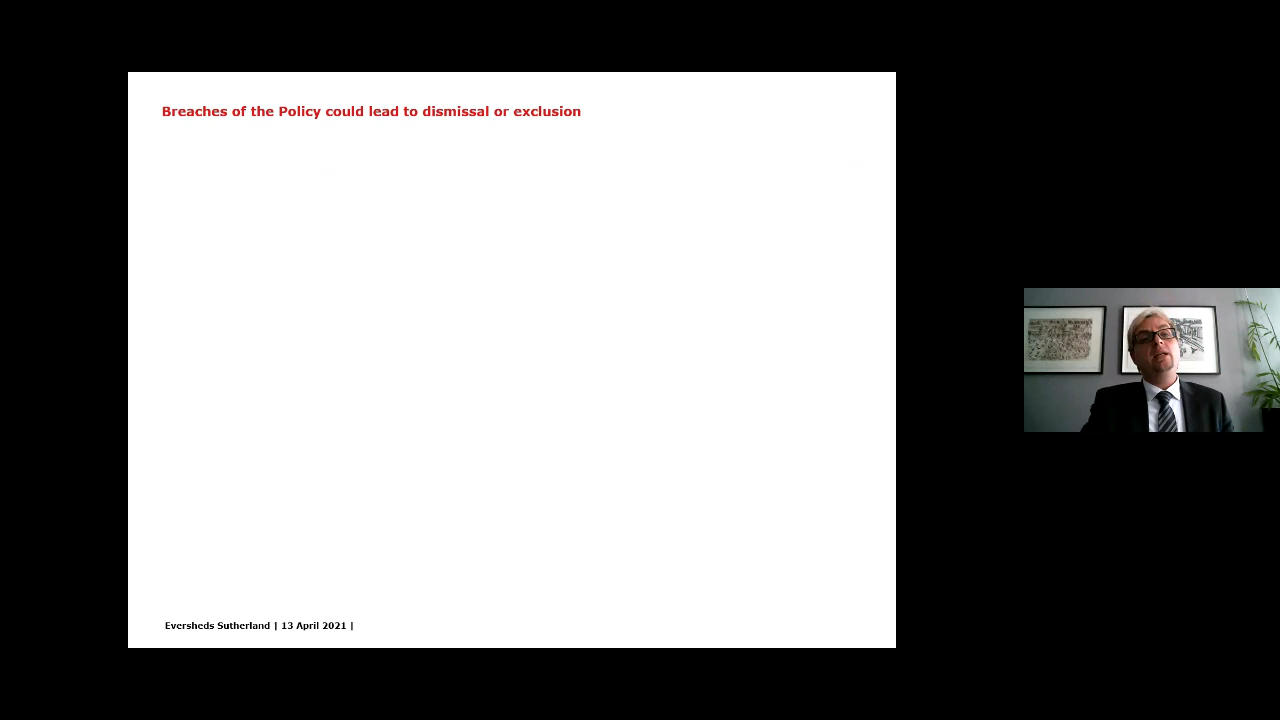 Breaches of the Policy could lead to dismissal or exclusion
Eversheds Sutherland | 13 April 2021 |